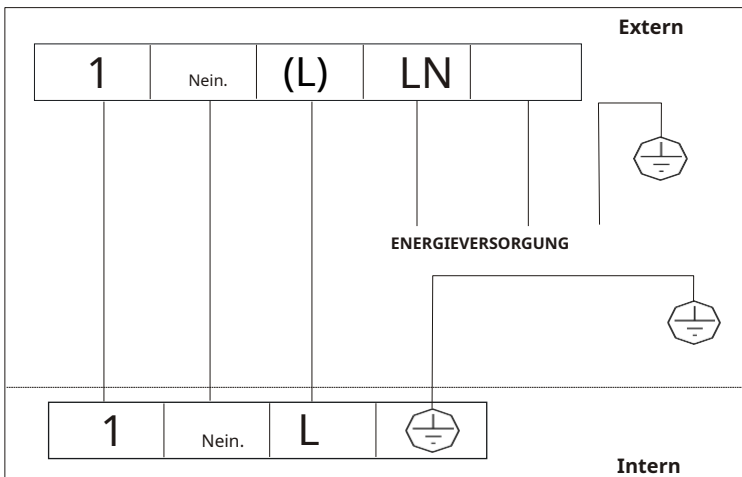 Extern
1 Nein. (L) LN
ENERGIEVERSORGUNG
1 Nein. L
Intern